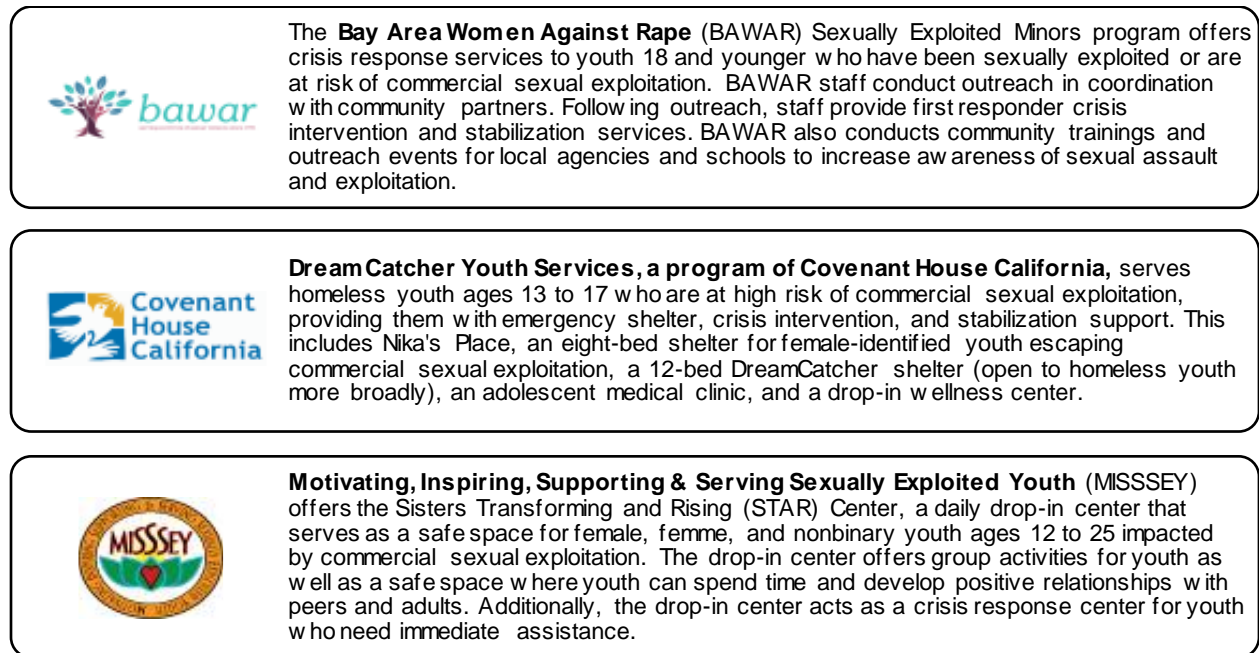 The Bay Area Women Against Rape (BAWAR) Sexually Exploited Minors program offers
crisis response services to youth 18 and younger who have been sexually exploited or are
at risk of commercial sexual exploitation. BAWAR staff conduct outreach in coordination
with community partners. Following outreach, staff provide first responder crisis
intervention and stabilization services. BAWAR also conducts community trainings and
outreach events for local agencies and schools to increase awareness of sexual assault
and exploitation.
bawar
DreamCatcher Youth Services, a program of Covenant House California, serves
homeless youth ages 13 to 17 who are at high risk of commercial sexual exploitation,
providing them with emergency shelter, crisis intervention, and stabilization support. This
includes Nika's Place, an eight-bed shelter for female-identified youth escaping
commercial sexual exploitation, a 12-bed DreamCatcher shelter (open to homeless youth
more broadly), an adolescent medical clinic, and a drop-in wellness center.
Covenant
House
California
Motivating, Inspiring, Supporting & Serving Sexually Exploited Youth (MISSSEY)
offers the Sisters Transforming and Rising (STAR) Center, a daily drop-in center that
serves as a safe space for female, femme, and nonbinary youth ages 12 to 25 impacted
by commercial sexual exploitation. The drop-in center offers group activities for youth as
well as a safe space where youth can spend time and develop positive relationships with
peers and adults. Additionally, the drop-in center acts as a crisis response center for youth
who need immediate assistance.
MISSSEY